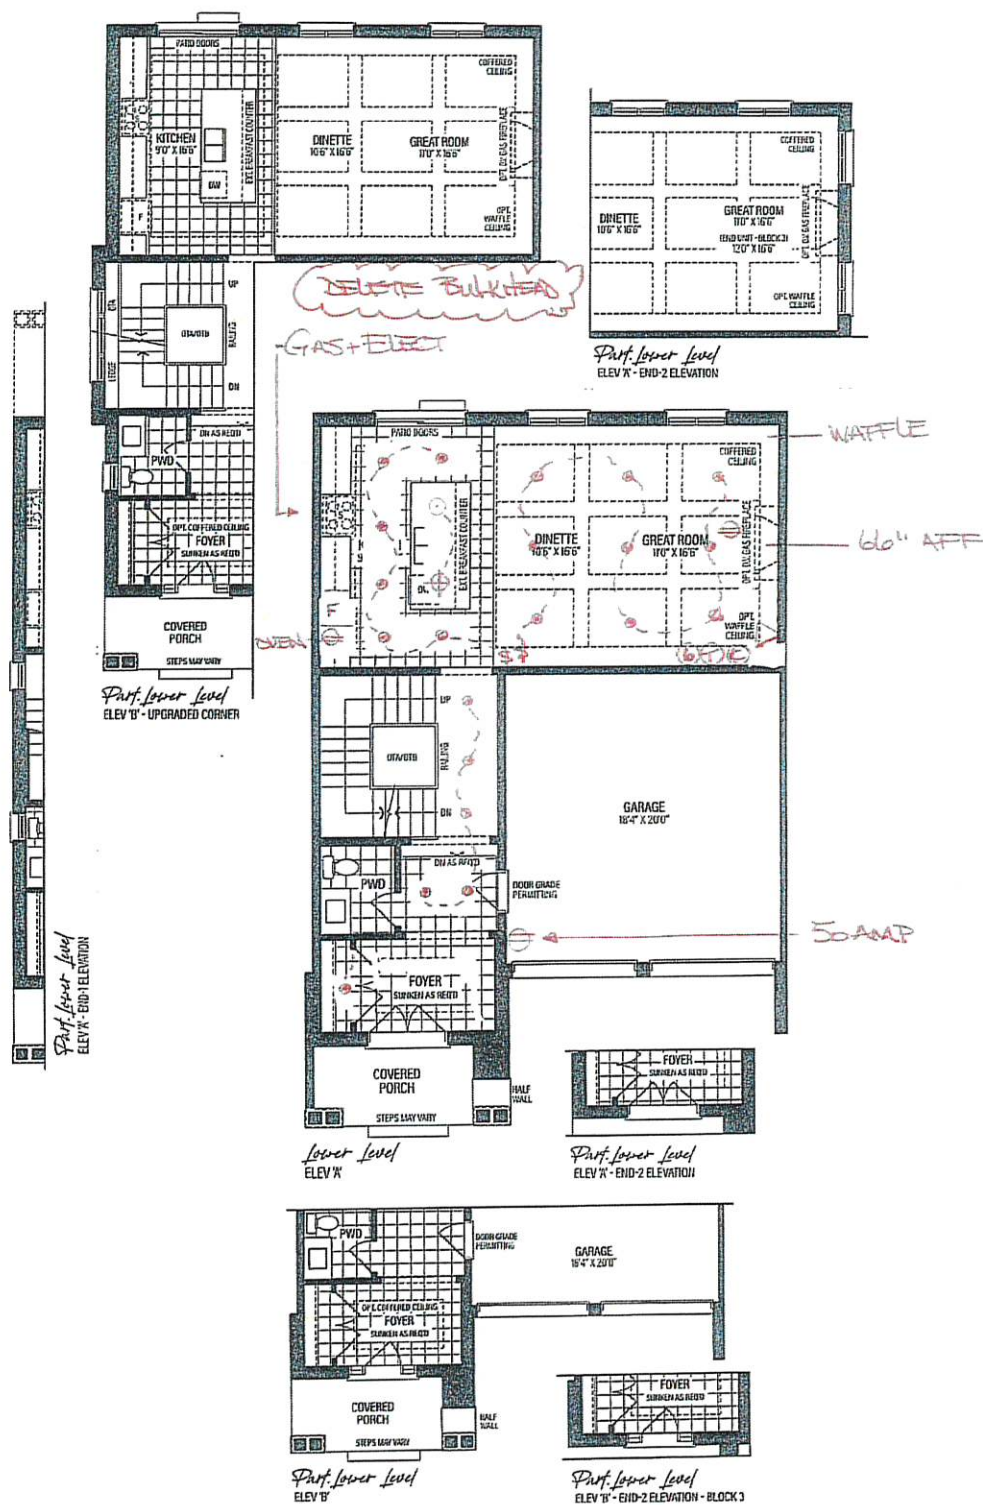 PATIO DOORS
COFFERED
CEILING
KITCHEN
9'0" X 16'6"
EXT. BREAKFAST COUNTER
DW
F
DINETTE
10'6" X 16'6"
GREAT ROOM
11'0" X 16'6"
OPT. D.V. GAS FIREPLACE
OPT.
WAFFLE
CEILING
UP
OTA
OTA/OTB
RAILING
LEDGE
DN
DN AS REQ'D
PWD
OPT. COFFERED CEILING
FOYER
SUNKEN AS REQ'D
COVERED
PORCH
STEPS MAY VARY
Part. Lower Level
ELEV 'B' - UPGRADED CORNER
COFFERED
CEILING
DINETTE
10'6" X 16'6"
GREAT ROOM
11'0" X 16'6"
(END UNIT - BLOCK 3)
12'0" X 16'6"
OPT. D.V. GAS FIREPLACE
OPT. WAFFLE
CEILING
Part. Lower Level
ELEV 'A' - END-2 ELEVATION
DELETE BULKHEAD
GAS + ELECT
WAFFLE
66" AFF
OVEN
50 AMP
Part. Lower Level
ELEV 'A' - END-1 ELEVATION
PATIO DOORS
COFFERED
CEILING
EXT. BREAKFAST COUNTER
F
DINETTE
10'6" X 16'6"
GREAT ROOM
11'0" X 16'6"
OPT. D.V. GAS FIREPLACE
OPT.
WAFFLE
CEILING
UP
OTA/OTB
RAILING
DN
GARAGE
18'4" X 20'0"
DN AS REQ'D
PWD
DOOR GRADE
PERMITTING
FOYER
SUNKEN AS REQ'D
COVERED
PORCH
STEPS MAY VARY
HALF
WALL
Lower Level
ELEV 'A'
FOYER
SUNKEN AS REQ'D
Part. Lower Level
ELEV 'A' - END-2 ELEVATION
PWD
DOOR GRADE
PERMITTING
GARAGE
18'4" X 20'0"
OPT. COFFERED CEILING
FOYER
SUNKEN AS REQ'D
COVERED
PORCH
STEPS MAY VARY
HALF
WALL
Part. Lower Level
ELEV 'B'
FOYER
SUNKEN AS REQ'D
Part. Lower Level
ELEV 'B' - END-2 ELEVATION - BLOCK 3